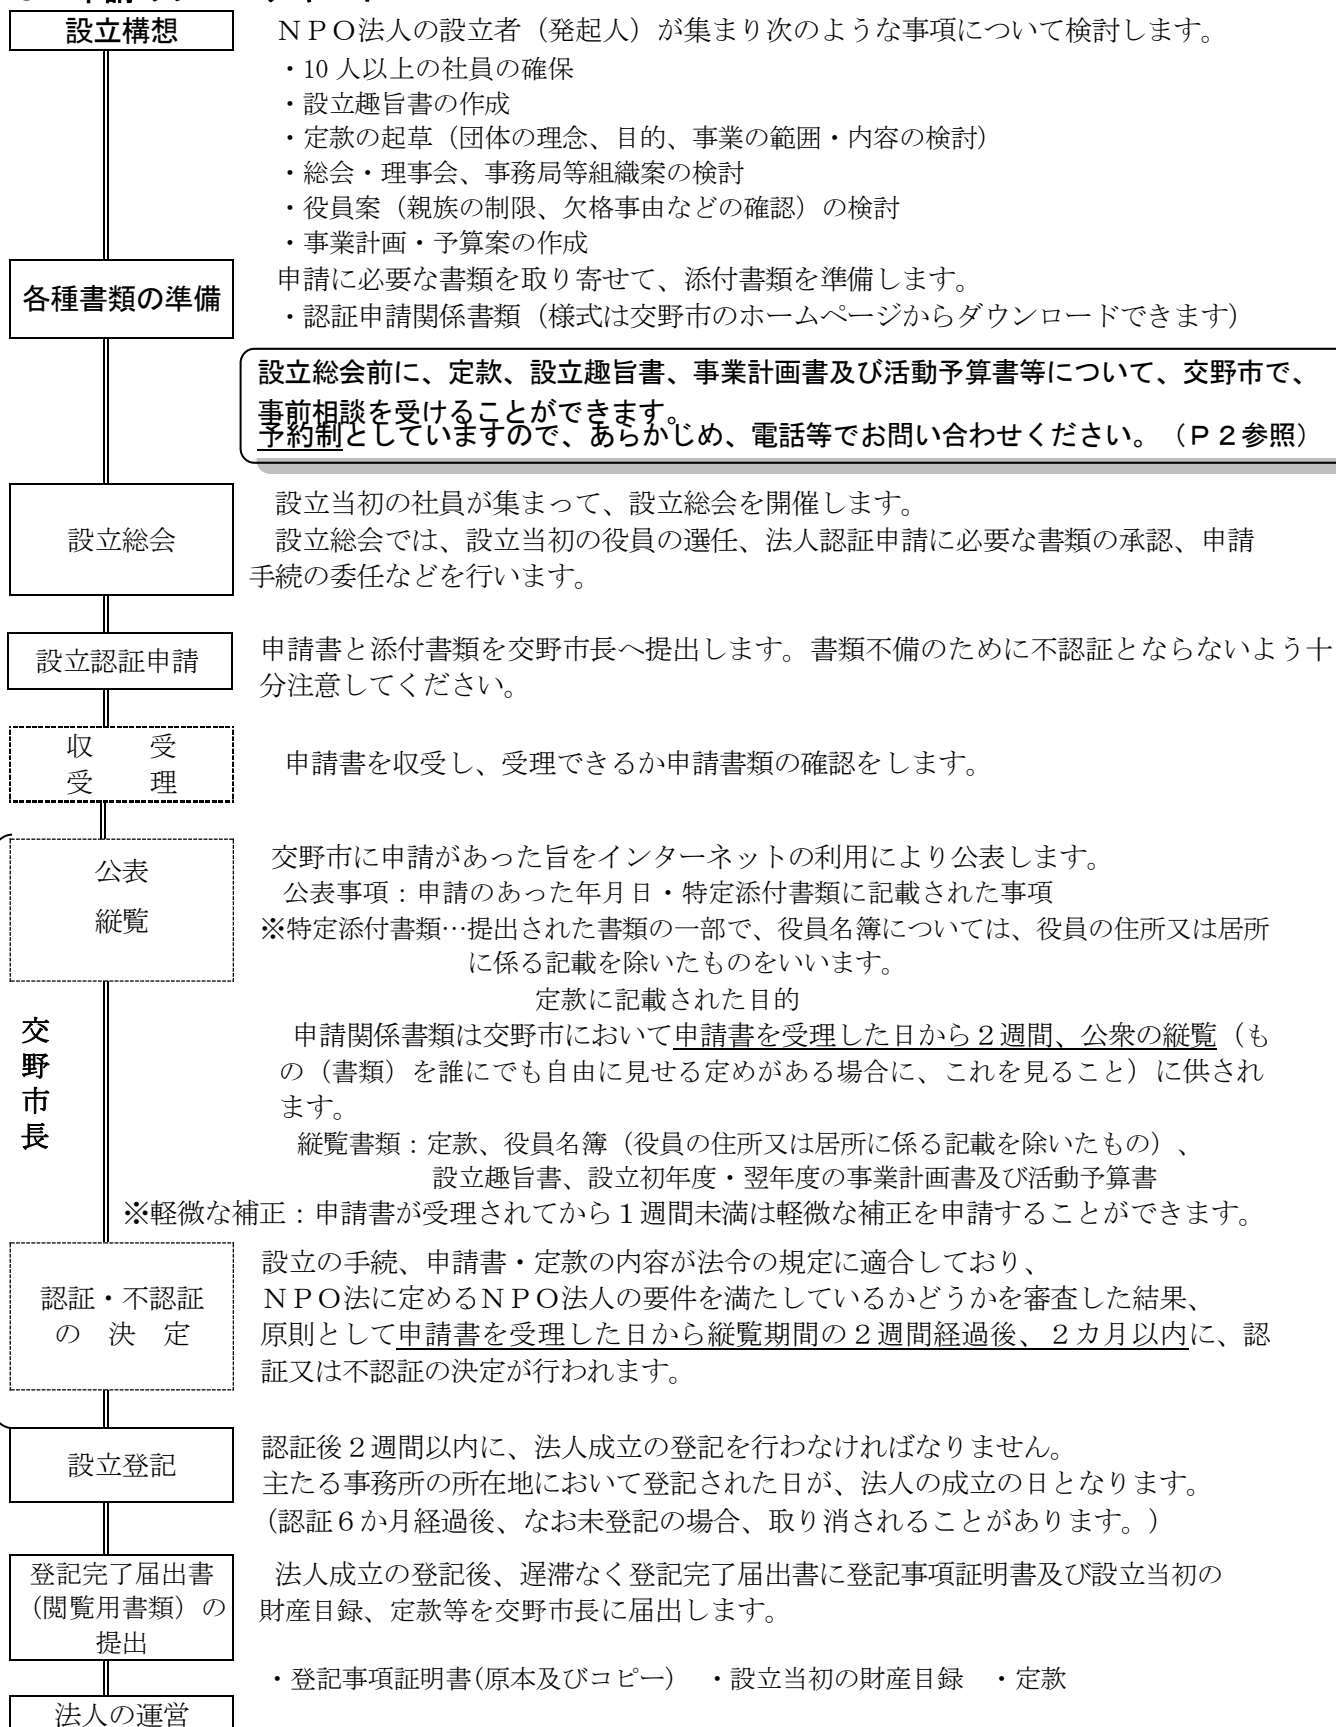 設立構想
ＮＰＯ法人の設立者（発起人）が集まり次のような事項について検討します。
・10 人以上の社員の確保
・設立趣旨書の作成
・定款の起草（団体の理念、目的、事業の範囲・内容の検討）
・総会・理事会、事務局等組織案の検討
・役員案（親族の制限、欠格事由などの確認）の検討
・事業計画・予算案の作成
各種書類の準備
申請に必要な書類を取り寄せて、添付書類を準備します。
・認証申請関係書類（様式は交野市のホームページからダウンロードできます）
設立総会前に、定款、設立趣旨書、事業計画書及び活動予算書等について、交野市で、
事前相談を受けることができます。
予約制としていますので、あらかじめ、電話等でお問い合わせください。（Ｐ２参照）
設立総会
設立当初の社員が集まって、設立総会を開催します。
設立総会では、設立当初の役員の選任、法人認証申請に必要な書類の承認、申請
手続の委任などを行います。
設立認証申請
申請書と添付書類を交野市長へ提出します。書類不備のために不認証とならないよう十
分注意してください。
収　　受
受　　理
申請書を収受し、受理できるか申請書類の確認をします。
公表
縦覧
交野市に申請があった旨をインターネットの利用により公表します。
公表事項：申請のあった年月日・特定添付書類に記載された事項
※特定添付書類…提出された書類の一部で、役員名簿については、役員の住所又は居所
に係る記載を除いたものをいいます。
定款に記載された目的
申請関係書類は交野市において申請書を受理した日から２週間、公衆の縦覧（も
の（書類）を誰にでも自由に見せる定めがある場合に、これを見ること）に供され
ます。
縦覧書類：定款、役員名簿（役員の住所又は居所に係る記載を除いたもの）、
設立趣旨書、設立初年度・翌年度の事業計画書及び活動予算書
※軽微な補正：申請書が受理されてから１週間未満は軽微な補正を申請することができます。
交野市長
認証・不認証
の　決　定
設立の手続、申請書・定款の内容が法令の規定に適合しており、
ＮＰＯ法に定めるＮＰＯ法人の要件を満たしているかどうかを審査した結果、
原則として申請書を受理した日から縦覧期間の２週間経過後、２カ月以内に、認
証又は不認証の決定が行われます。
設立登記
認証後２週間以内に、法人成立の登記を行わなければなりません。
主たる事務所の所在地において登記された日が、法人の成立の日となります。
（認証６か月経過後、なお未登記の場合、取り消されることがあります。）
登記完了届出書
（閲覧用書類）の
提出
法人成立の登記後、遅滞なく登記完了届出書に登記事項証明書及び設立当初の
財産目録、定款等を交野市長に届出します。
・登記事項証明書(原本及びコピー)　・設立当初の財産目録　・定款
法人の運営